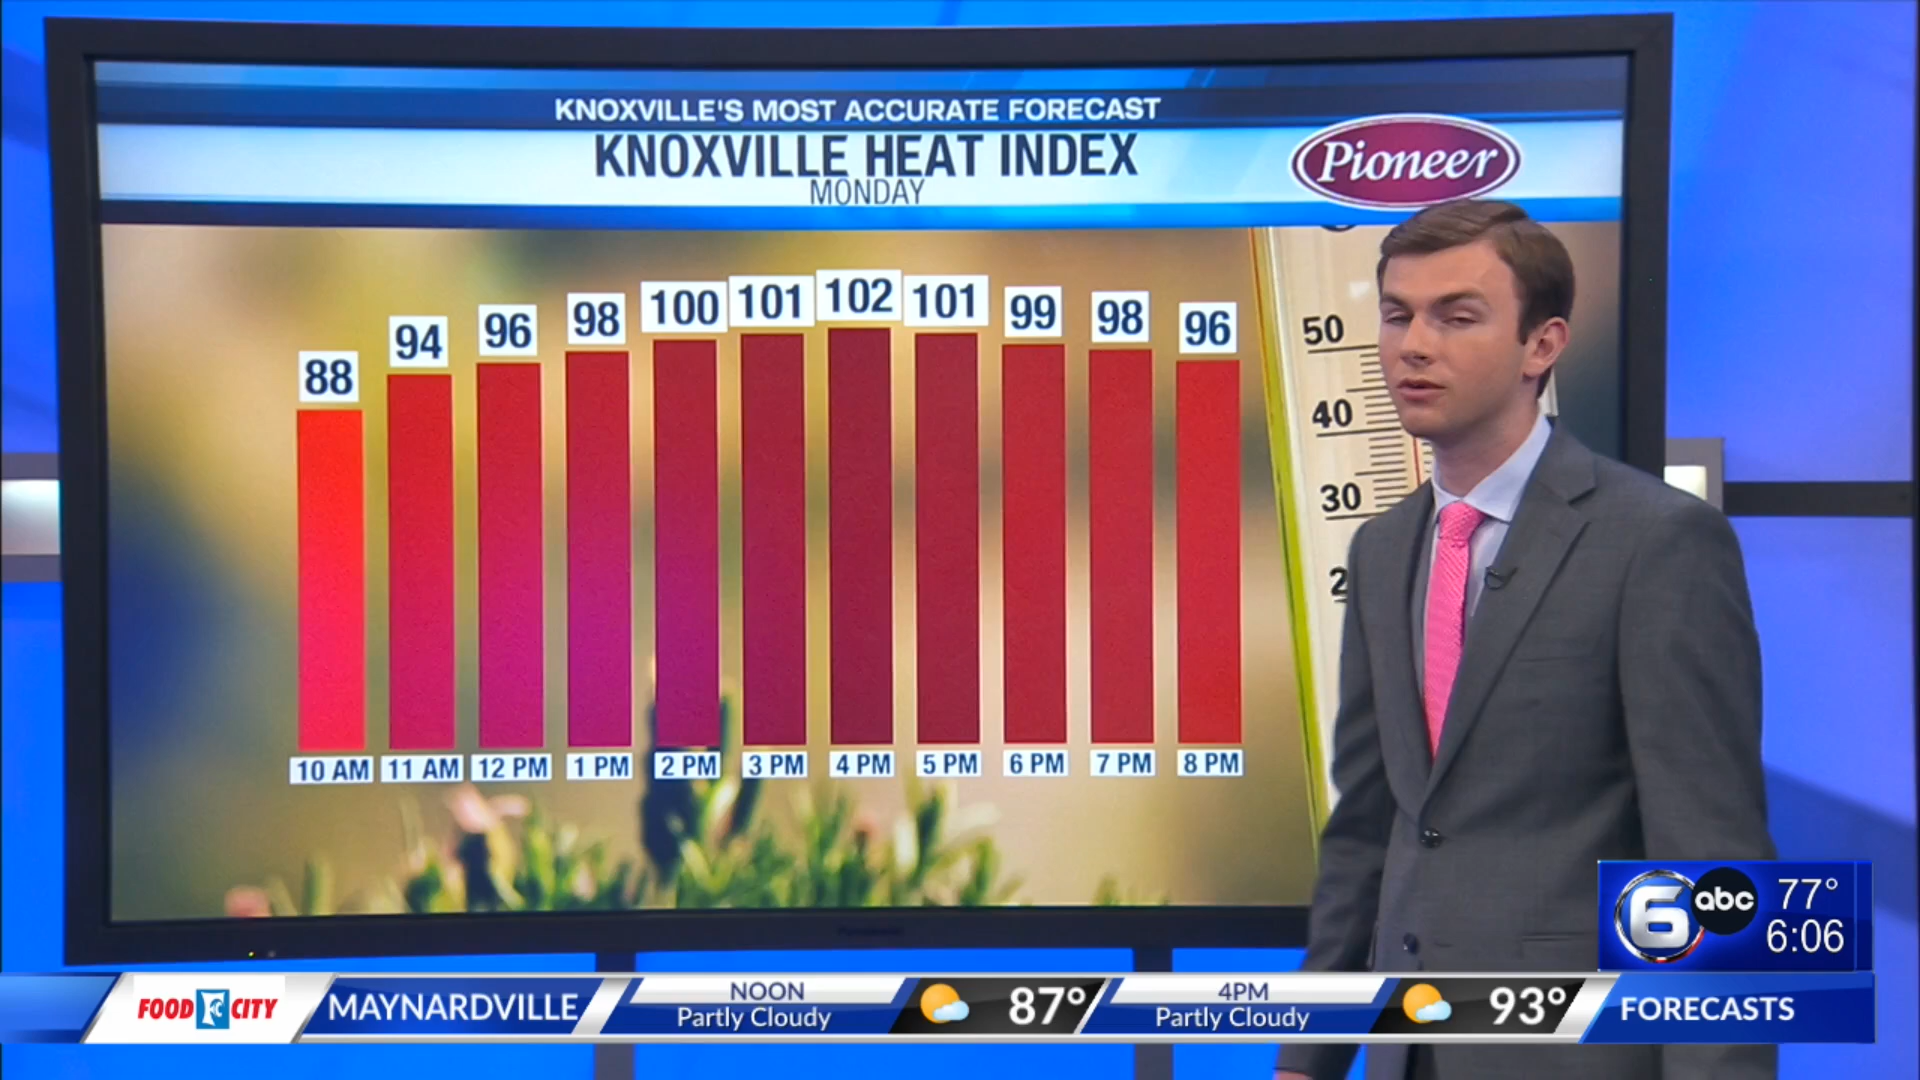 KNOXVILLE'S MOST ACCURATE FORECAST
KNOXVILLE HEAT INDEX
MONDAY
Pioneer
88 94 96 98 100 101 102 101 99 98 96
10 AM 11 AM 12 PM 1 PM 2 PM 3 PM 4 PM 5 PM 6 PM 7 PM 8 PM
50
40
30
2
6 abc 77°
6:06
FOOD CITY
MAYNARDVILLE
NOON
Partly Cloudy
87°
4PM
Partly Cloudy
93°
FORECASTS